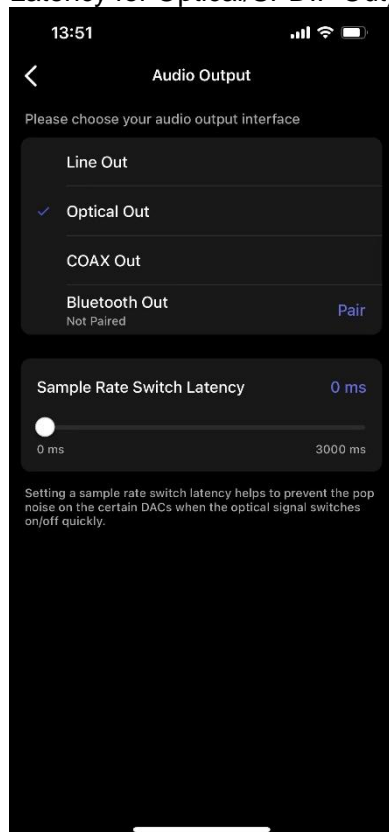 13:51
Audio Output
Please choose your audio output interface
Line Out
Optical Out
COAX Out
Bluetooth Out
Not Paired
Pair
Sample Rate Switch Latency
0 ms
0 ms
3000 ms
Setting a sample rate switch latency helps to prevent the pop
noise on the certain DACs when the optical signal switches
on/off quickly.